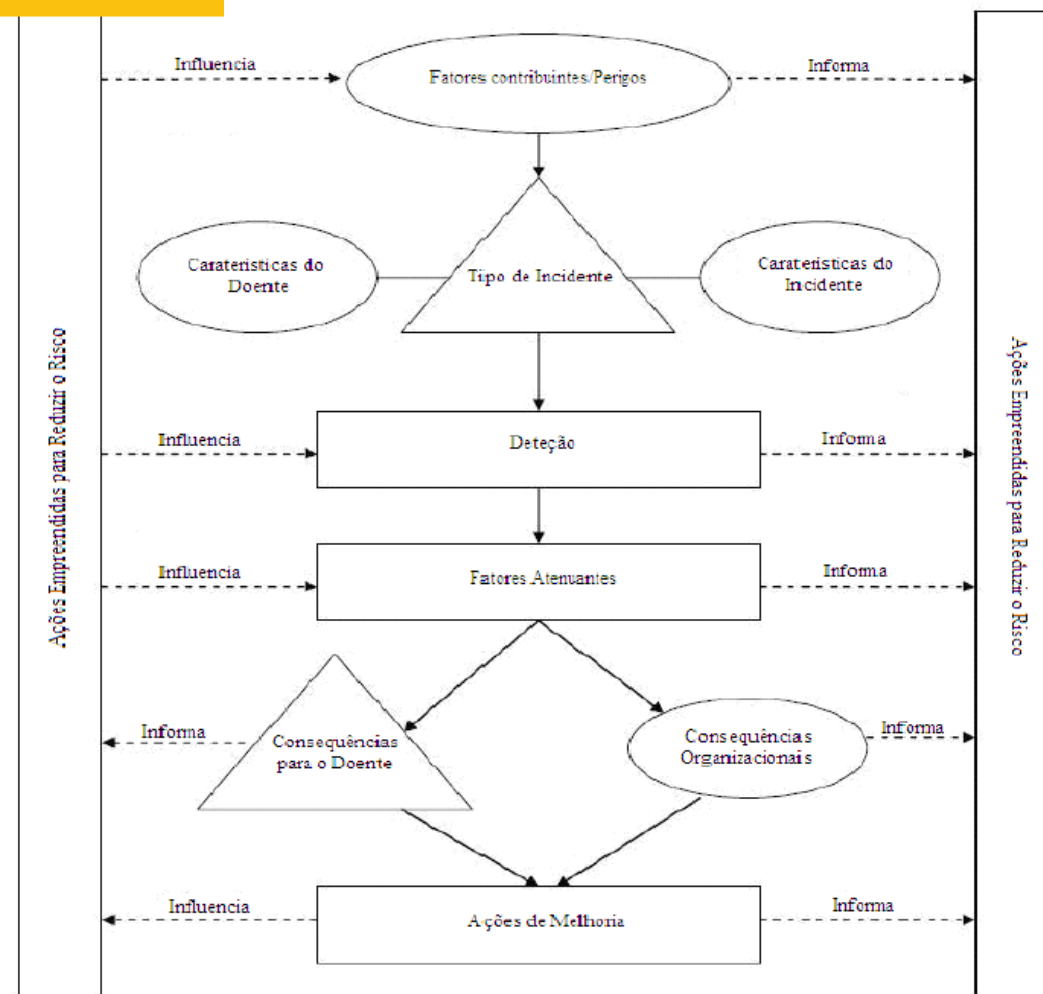 Influencia
Fatores contribuintes/Perigos
Informa
Caraterísticas do
Doente
Tipo de Incidente
Caraterísticas do
Incidente
Ações Empreendidas para Reduzir o Risco
Ações Empreendidas para Reduzir o Risco
Influencia
Deteção
Informa
Influencia
Fatores Atenuantes
Informa
Informa
Consequências
para o Doente
Consequências
Organizacionais
Informa
Influencia
Ações de Melhoria
Informa